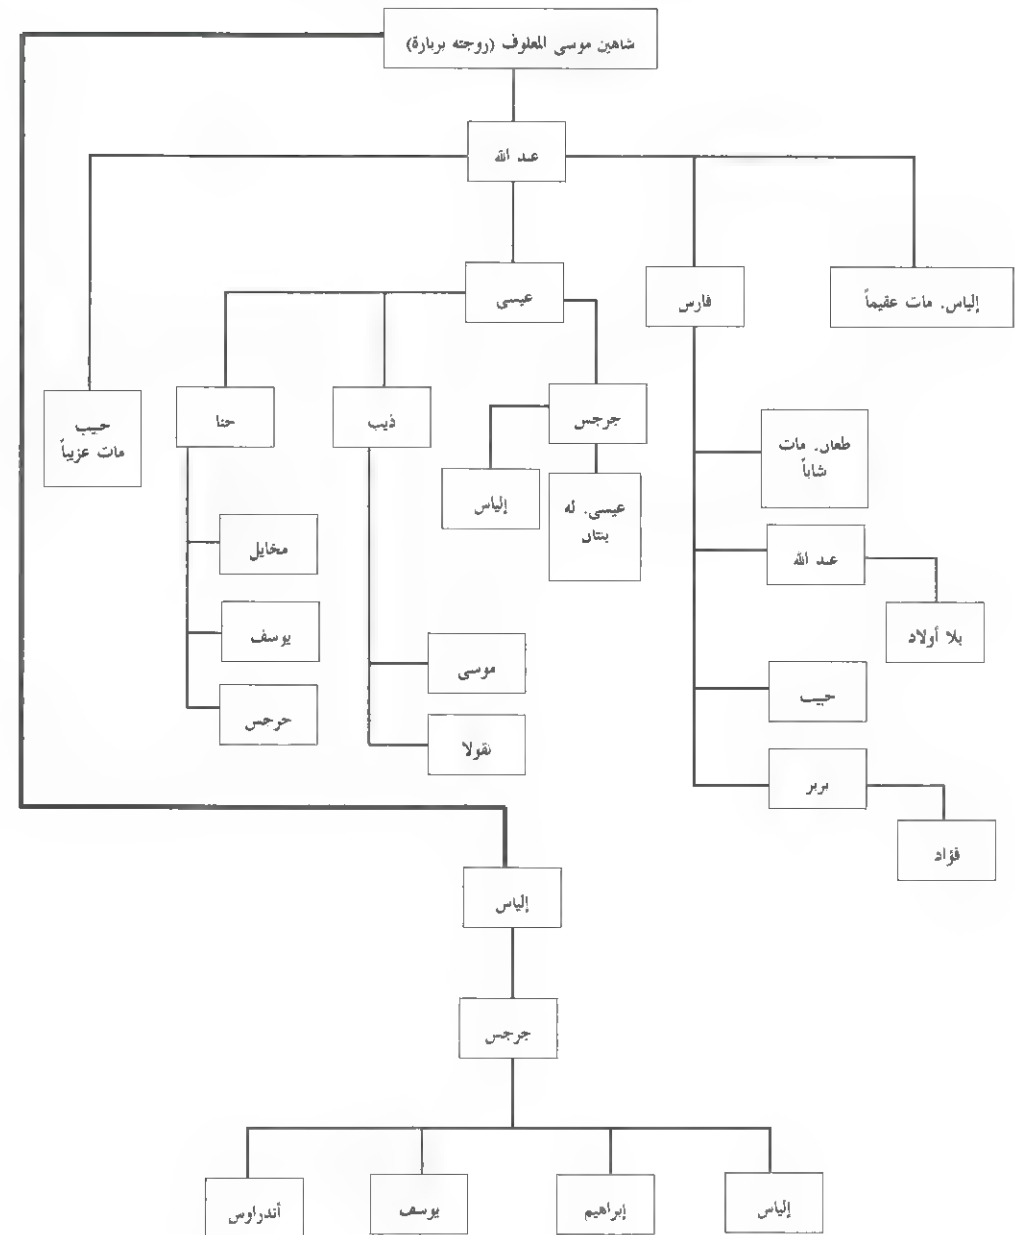 شاهين موسى المعلوف (زوجته بربارة)
عبد الله
إلياس. مات عقيماً
فارس
عيسى
حبيب
مات عزيباً
حنا
ذيب
جرجس
طعان. مات
شاباً
إلياس
عيسى. له
بنتان
مخايل
عبد الله
بلا أولاد
يوسف
موسى
حبيب
جرجس
نقولا
بربر
فؤاد
إلياس
جرجس
إلياس
إبراهيم
يوسف
أندراوس